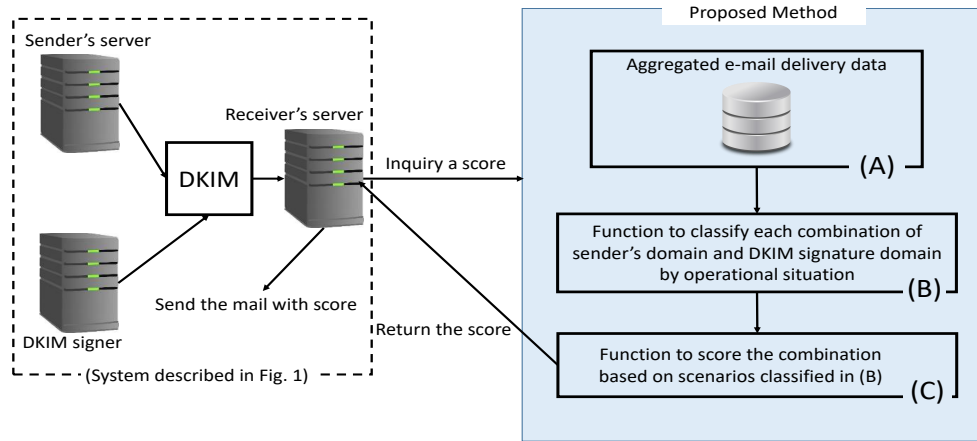 Proposed Method
Sender's server
Aggregated e-mail delivery data
(A)
Receiver's server
DKIM
Inquiry a score
Function to classify each combination of
sender's domain and DKIM signature domain
by operational situation
(B)
Send the mail with score
Return the score
DKIM signer
Function to score the combination
based on scenarios classified in (B)
(C)
(System described in Fig. 1)